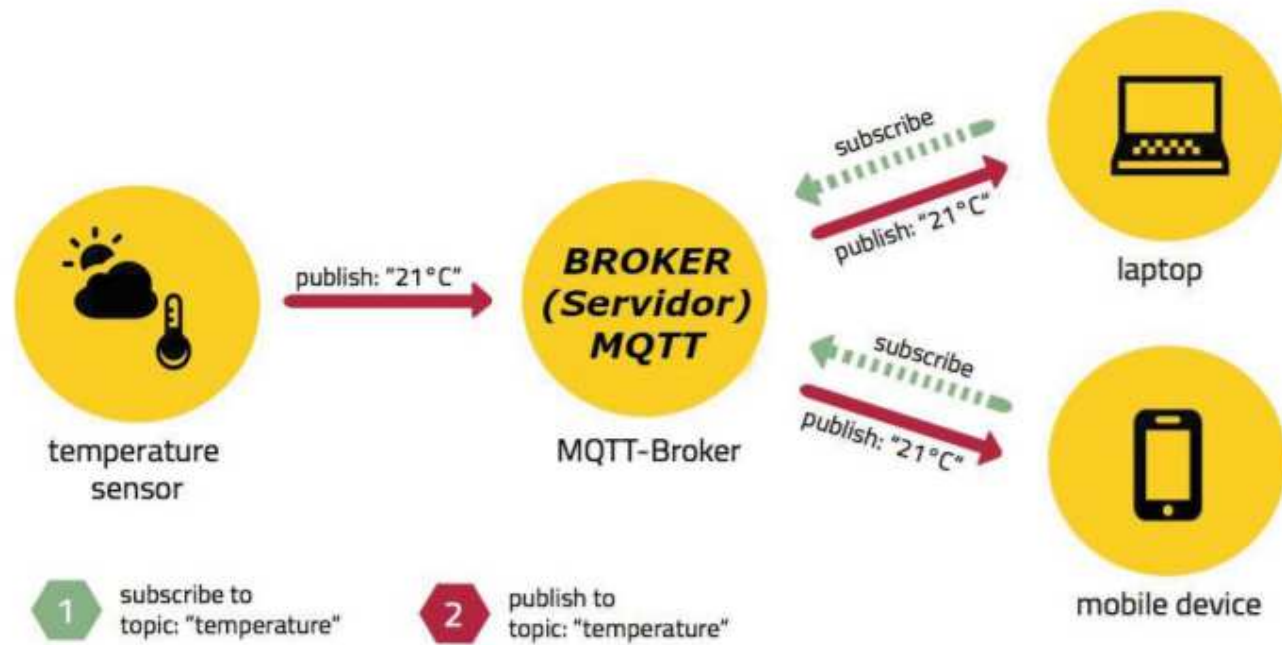 subscribe
publish: "21°C"
laptop
publish: "21°C"
BROKER
(Servidor)
MQTT
subscribe
publish: "21°C"
temperature
sensor
MQTT-Broker
mobile device
1
subscribe to
topic: "temperature"
2
publish to
topic: "temperature"